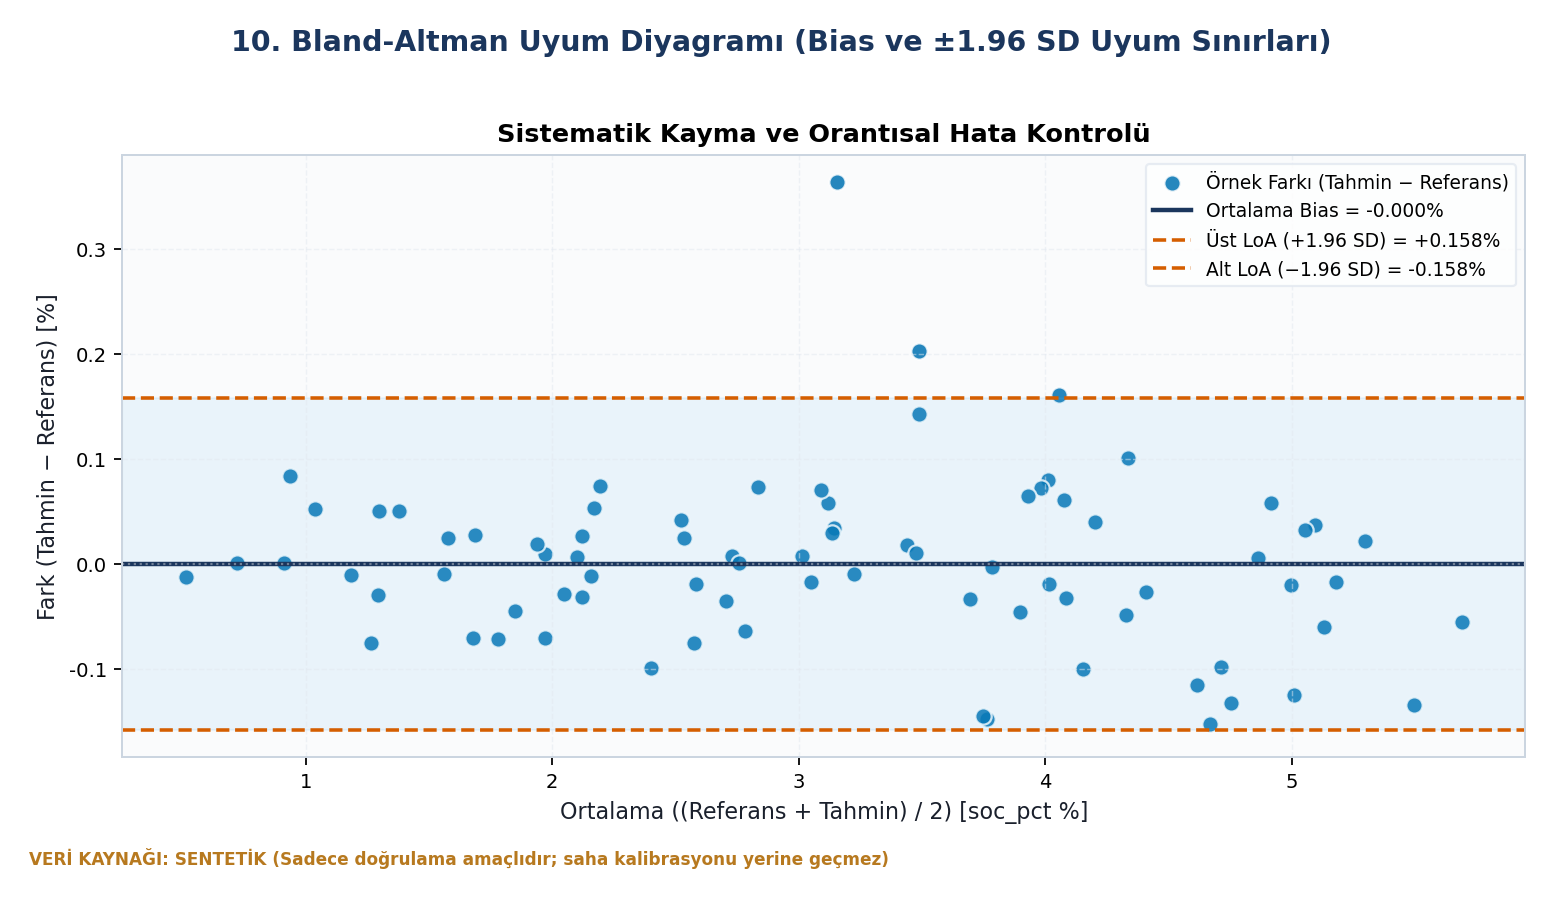 10. Bland-Altman Uyum Diyagramı (Bias ve ±1.96 SD Uyum Sınırları)
Sistematik Kayma ve Orantısal Hata Kontrolü
Örnek Farkı (Tahmin − Referans)
Ortalama Bias = -0.000%
Üst LoA (+1.96 SD) = +0.158%
Alt LoA (−1.96 SD) = -0.158%
Fark (Tahmin − Referans) [%]
0.3
0.2
0.1
0.0
-0.1
1 2 3 4 5
Ortalama ((Referans + Tahmin) / 2) [soc_pct %]
VERİ KAYNAĞI: SENTETİK (Sadece doğrulama amaçlıdır; saha kalibrasyonu yerine geçmez)